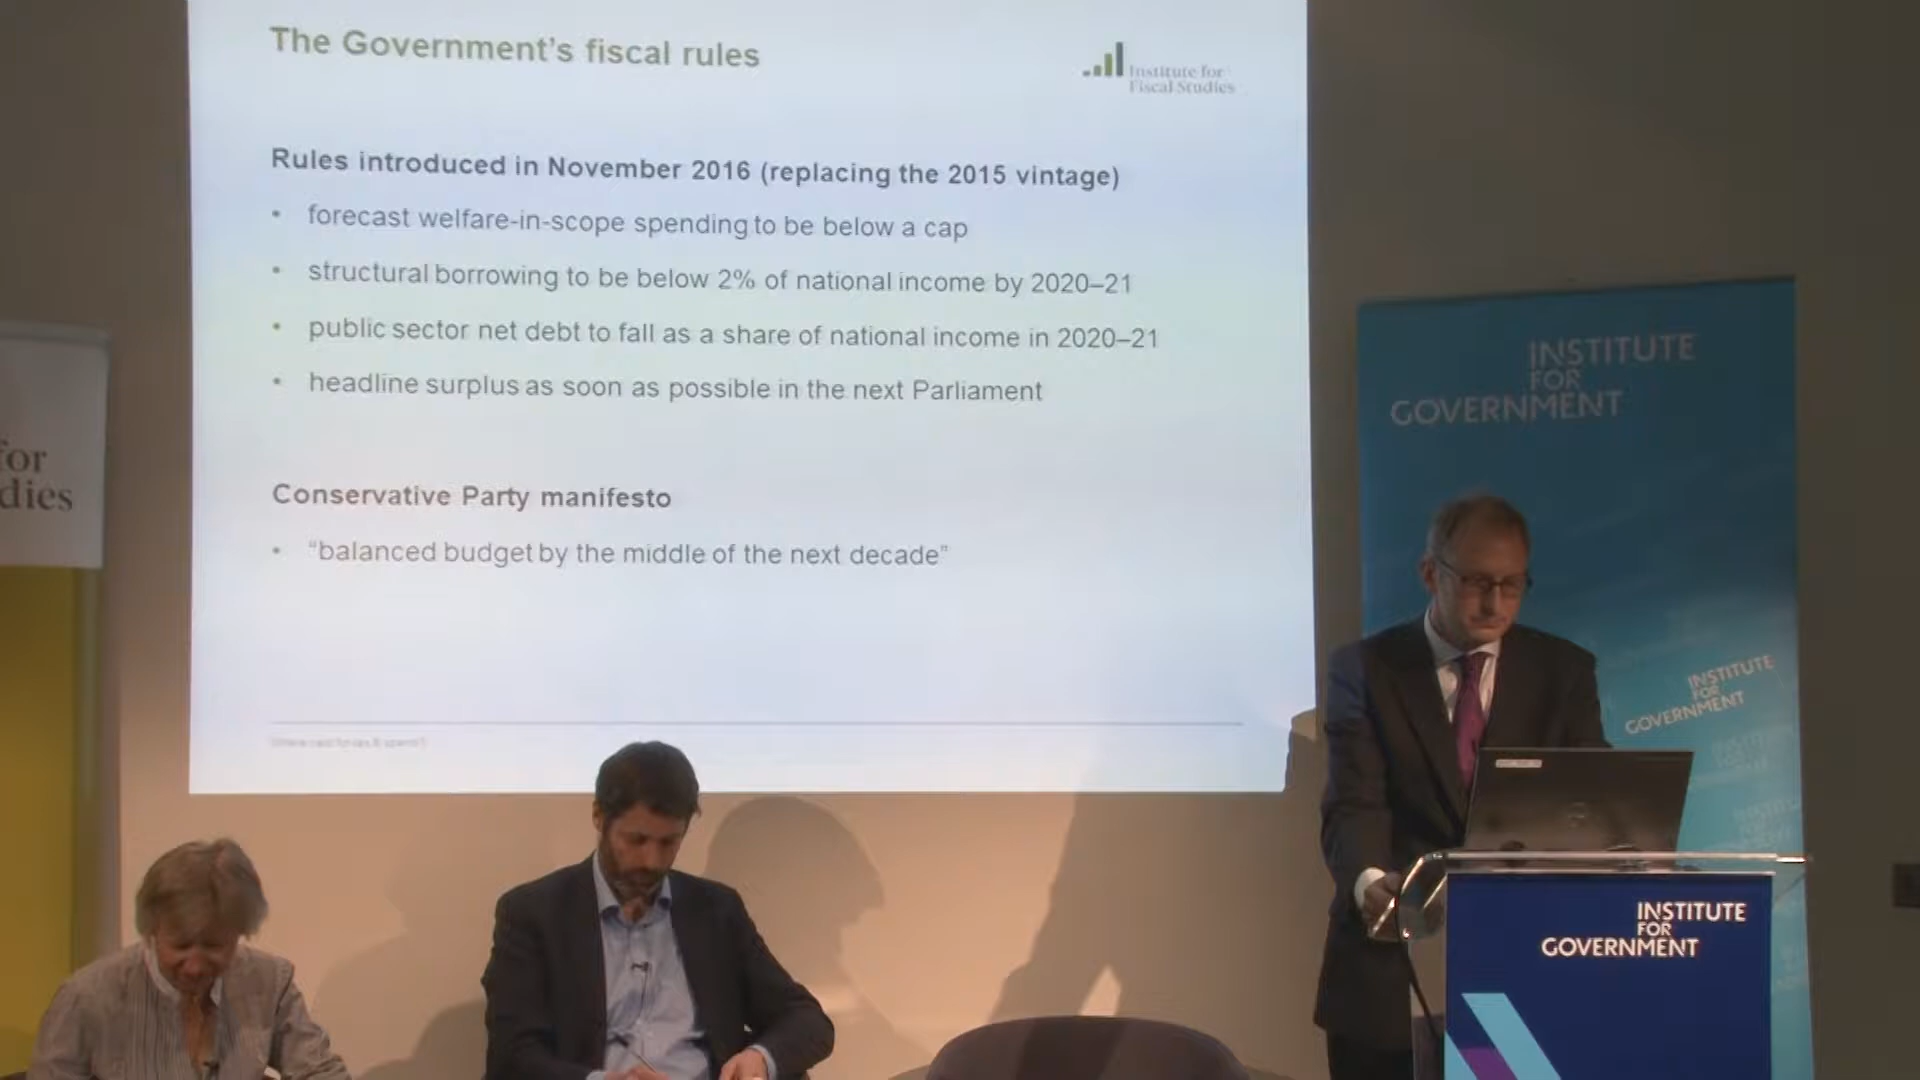 The Government's fiscal rules
Institute for
Fiscal Studies
Rules introduced in November 2016 (replacing the 2015 vintage)
• forecast welfare-in-scope spending to be below a cap
• structural borrowing to be below 2% of national income by 2020–21
• public sector net debt to fall as a share of national income in 2020–21
• headline surplus as soon as possible in the next Parliament
Conservative Party manifesto
• “balanced budget by the middle of the next decade”
for
dies
INSTITUTE
FOR
GOVERNMENT
INSTITUTE
FOR
GOVERNMENT
INSTITUTE
FOR
GOVERNMENT